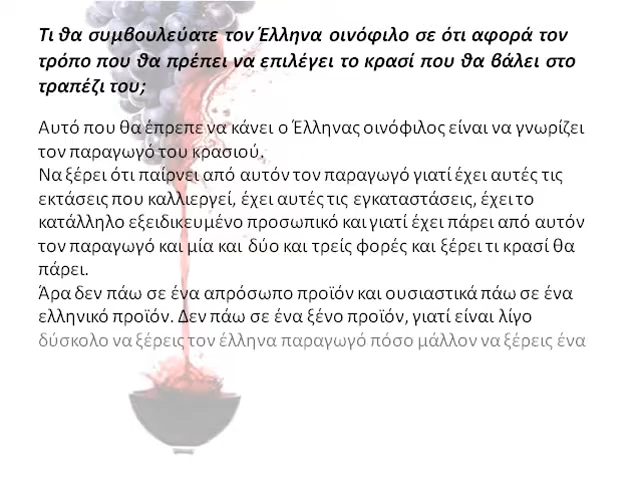 Τι θα συμβουλεύατε τον Έλληνα οινόφιλο σε ότι αφορά τον
τρόπο που θα πρέπει να επιλέγει το κρασί που θα βάλει στο
τραπέζι του;
Αυτό που θα έπρεπε να κάνει ο Έλληνας οινόφιλος είναι να γνωρίζει
τον παραγωγό του κρασιού.
Να ξέρει ότι παίρνει από αυτόν τον παραγωγό γιατί έχει αυτές τις
εκτάσεις που καλλιεργεί, έχει αυτές τις εγκαταστάσεις, έχει το
κατάλληλο εξειδικευμένο προσωπικό και γιατί έχει πάρει από αυτόν
τον παραγωγό και μία και δύο και τρείς φορές και ξέρει τι κρασί θα
πάρει.
Άρα δεν πάω σε ένα απρόσωπο προϊόν και ουσιαστικά πάω σε ένα
ελληνικό προϊόν. Δεν πάω σε ένα ξένο προϊόν, γιατί είναι λίγο
δύσκολο να ξέρεις τον έλληνα παραγωγό πόσο μάλλον να ξέρεις ένα